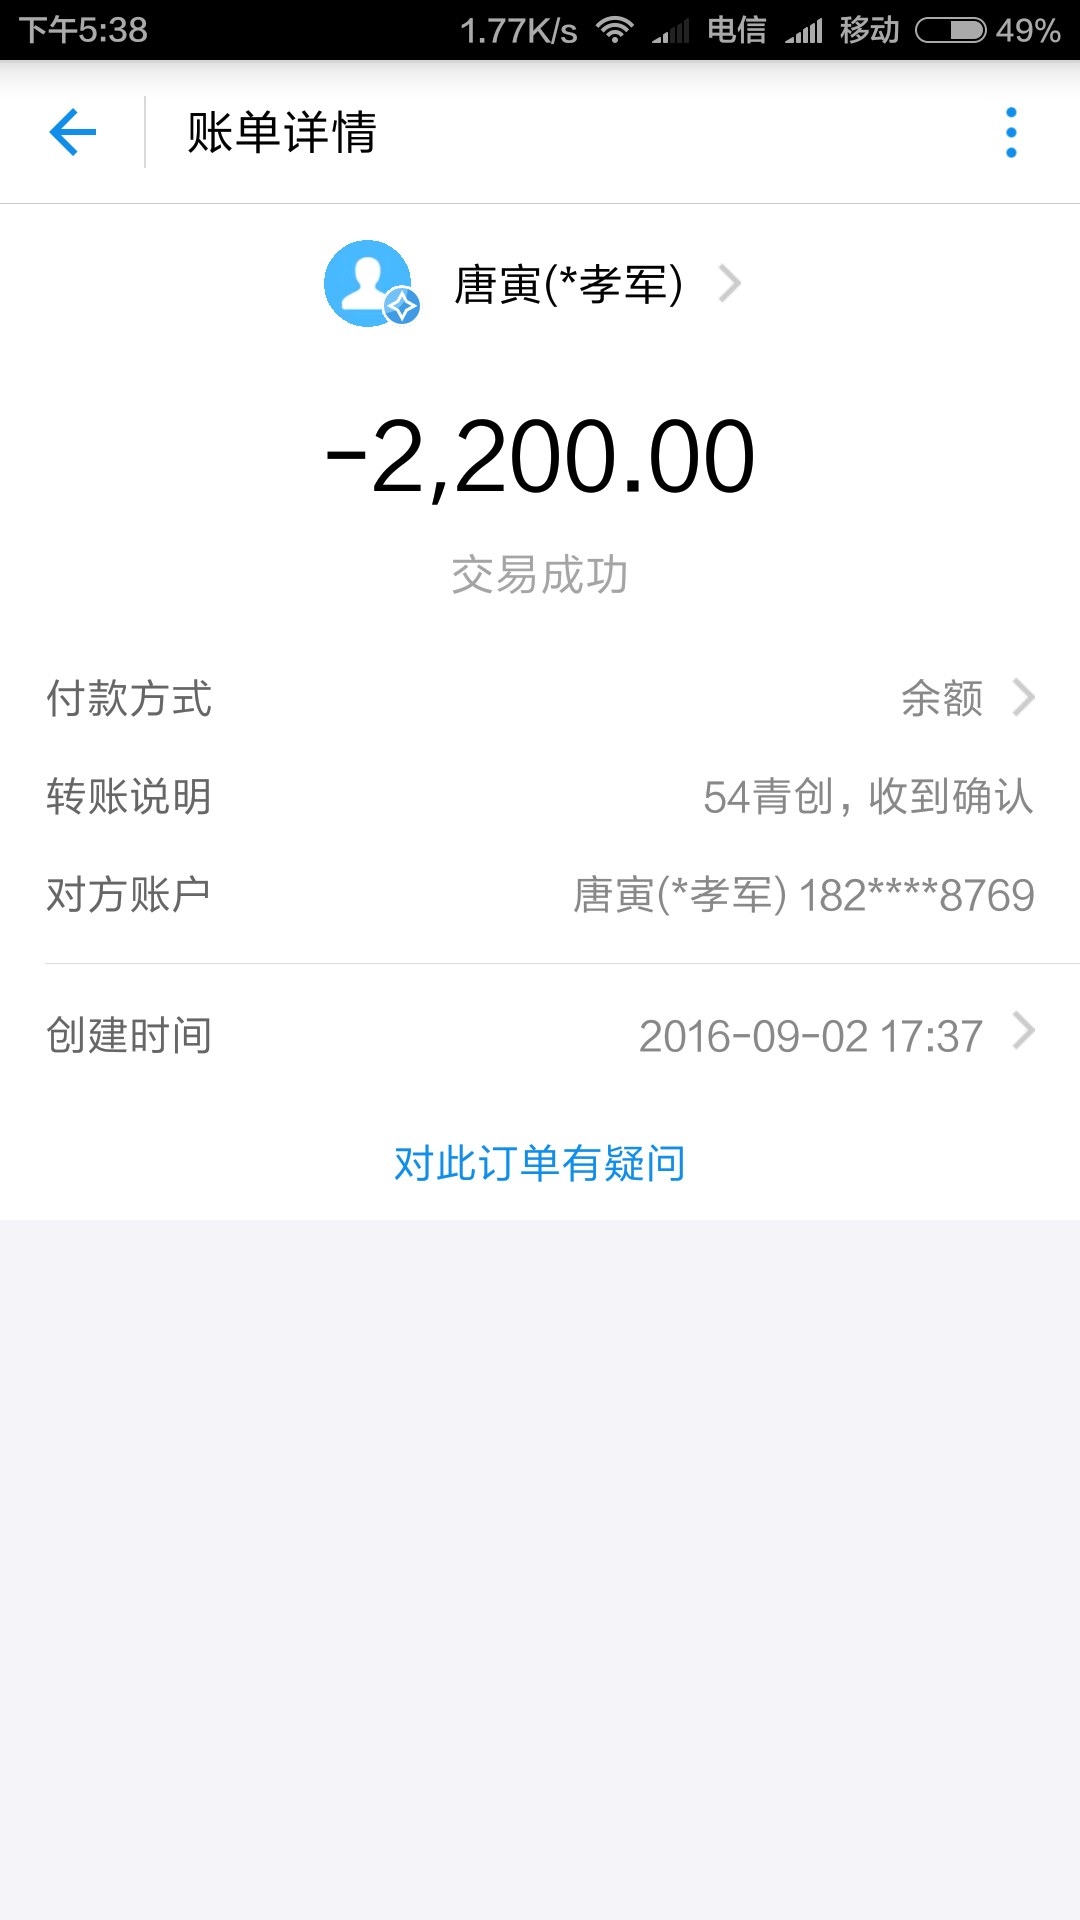 下午5:38 1.77K/s 电信 移动 49%
账单详情
唐寅(*孝军)
-2,200.00
交易成功
付款方式 余额
转账说明 54青创，收到确认
对方账户 唐寅(*孝军) 182****8769
创建时间 2016-09-02 17:37
对此订单有疑问